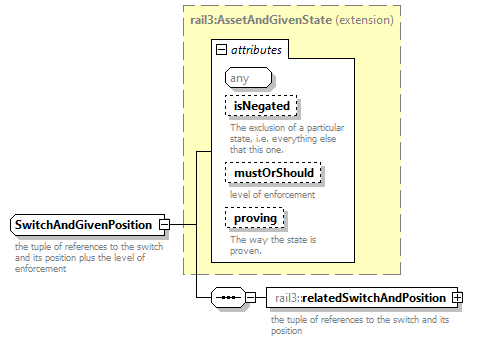 rail3:AssetAndGivenState (extension)
attributes
any
isNegated
The exclusion of a particular
state, i.e. everything else
that this one.
mustOrShould
level of enforcement
proving
The way the state is
proven.
SwitchAndGivenPosition
the tuple of references to the switch
and its position plus the level of
enforcement
rail3::relatedSwitchAndPosition
the tuple of references to the switch and its
position